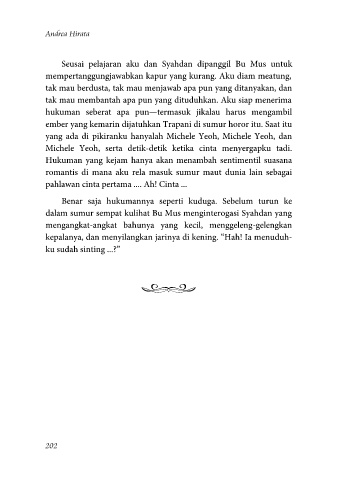 Andrea Hirata
Seusai pelajaran aku dan Syahdan dipanggil Bu Mus untuk
mempertanggungjawabkan kapur yang kurang. Aku diam meatung,
tak mau berdusta, tak mau menjawab apa pun yang ditanyakan, dan
tak mau membantah apa pun yang dituduhkan. Aku siap menerima
hukuman seberat apa pun—termasuk jikalau harus mengambil
ember yang kemarin dijatuhkan Trapani di sumur horor itu. Saat itu
yang ada di pikiranku hanyalah Michele Yeoh, Michele Yeoh, dan
Michele Yeoh, serta detik-detik ketika cinta menyergapku tadi.
Hukuman yang kejam hanya akan menambah sentimentil suasana
romantis di mana aku rela masuk sumur maut dunia lain sebagai
pahlawan cinta pertama .... Ah! Cinta ...
Benar saja hukumannya seperti kuduga. Sebelum turun ke
dalam sumur sempat kulihat Bu Mus menginterogasi Syahdan yang
mengangkat-angkat bahunya yang kecil, menggeleng-gelengkan
kepalanya, dan menyilangkan jarinya di kening. “Hah! Ia menuduh-
ku sudah sinting ...?”
202